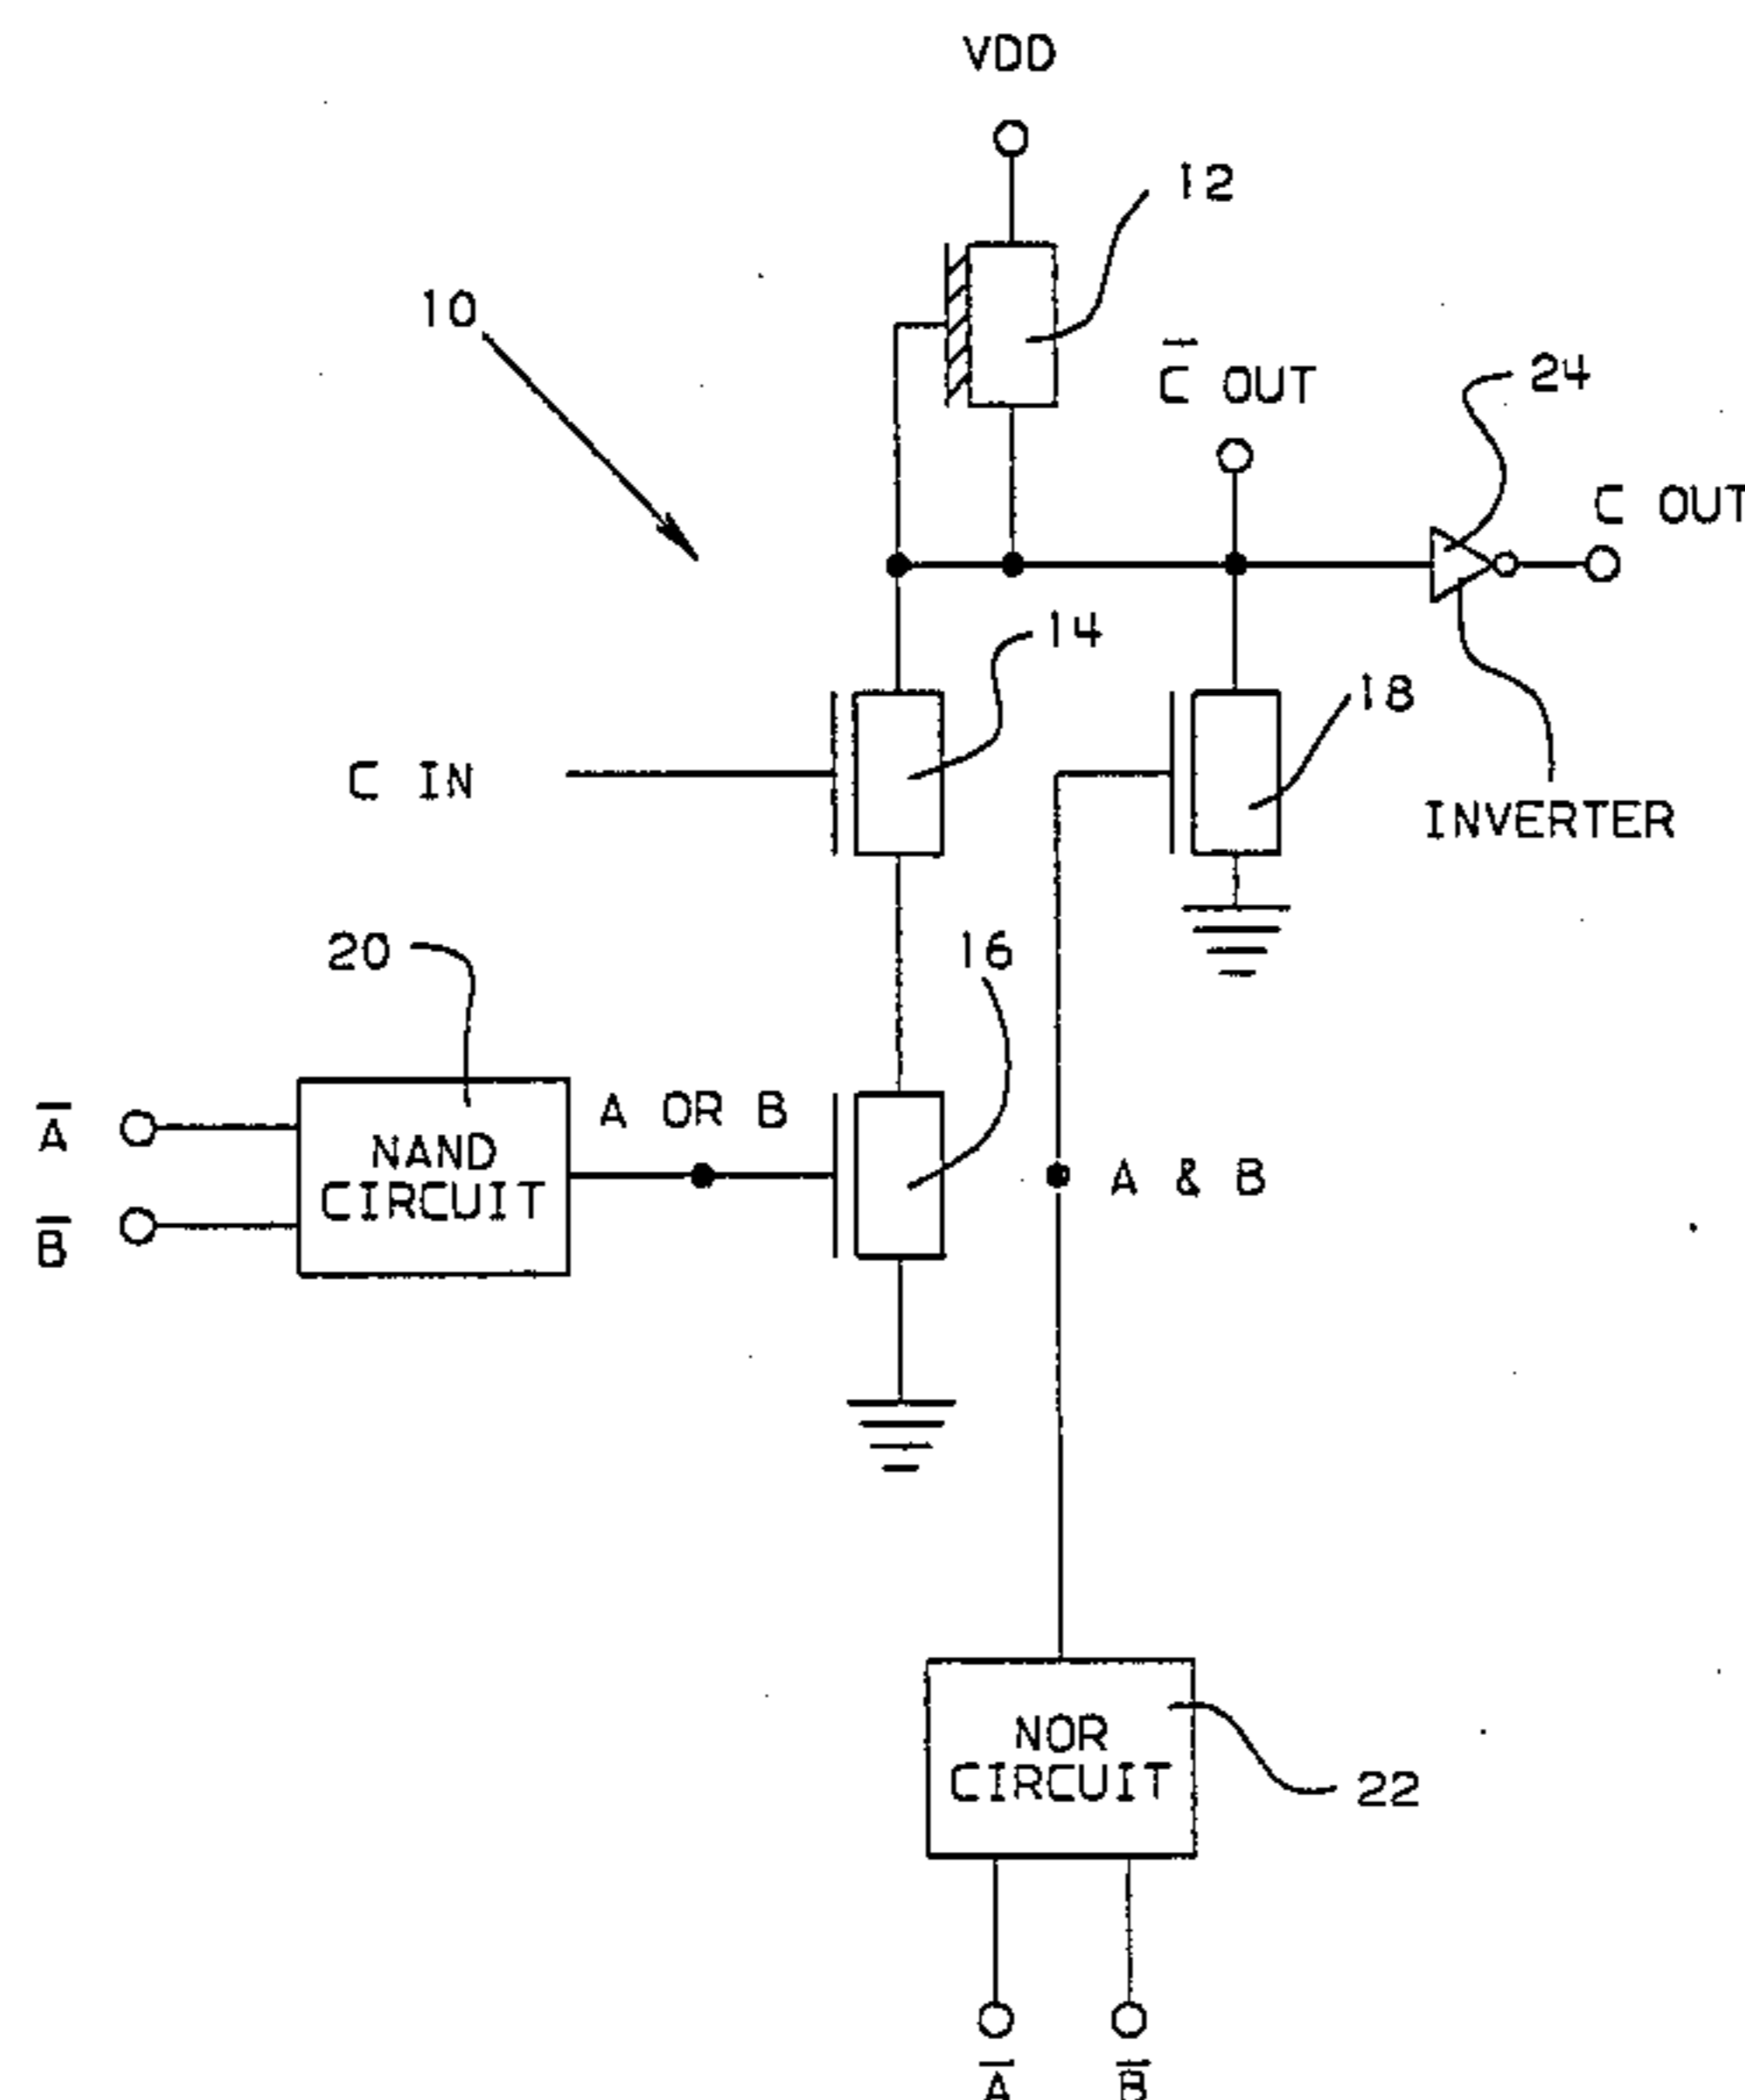 VDD
12
10
C̅ OUT
24
C OUT
14
18
C IN
INVERTER
20
16
A̅
A OR B
NAND
CIRCUIT
A & B
B̅
NOR
CIRCUIT
22
A̅ B̅